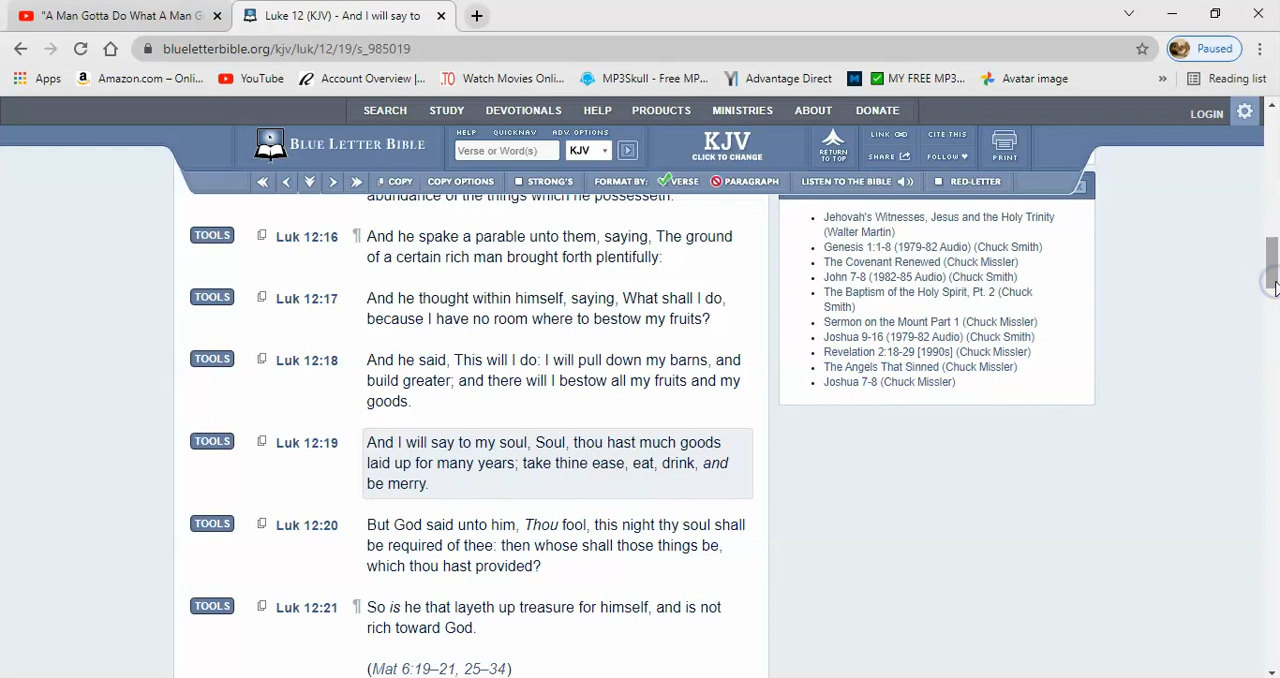 "A Man Gotta Do What A Man G
Luke 12 (KJV) - And I will say to
blueletterbible.org/kjv/luk/12/19/s_985019
Paused
Apps
Amazon.com – Onli...
YouTube
Account Overview |...
Watch Movies Onlin...
MP3Skull - Free MP...
Advantage Direct
MY FREE MP3...
Avatar image
»
Reading list
SEARCH
STUDY
DEVOTIONALS
HELP
PRODUCTS
MINISTRIES
ABOUT
DONATE
LOGIN
BLUE LETTER BIBLE
HELP
QUICKNAV
ADV. OPTIONS
Verse or Word(s)
KJV
KJV
CLICK TO CHANGE
RETURN
TO TOP
LINK
CITE THIS
SHARE
FOLLOW
PRINT
COPY
COPY OPTIONS
STRONG'S
FORMAT BY:
VERSE
PARAGRAPH
LISTEN TO THE BIBLE
RED-LETTER
abundance of the things which he possesseth.
TOOLS
Luk 12:16
¶ And he spake a parable unto them, saying, The ground
of a certain rich man brought forth plentifully:
TOOLS
Luk 12:17
And he thought within himself, saying, What shall I do,
because I have no room where to bestow my fruits?
TOOLS
Luk 12:18
And he said, This will I do: I will pull down my barns, and
build greater; and there will I bestow all my fruits and my
goods.
TOOLS
Luk 12:19
And I will say to my soul, Soul, thou hast much goods
laid up for many years; take thine ease, eat, drink, and
be merry.
TOOLS
Luk 12:20
But God said unto him, Thou fool, this night thy soul shall
be required of thee: then whose shall those things be,
which thou hast provided?
TOOLS
Luk 12:21
¶ So is he that layeth up treasure for himself, and is not
rich toward God.
(Mat 6:19–21, 25–34)
Jehovah's Witnesses, Jesus and the Holy Trinity
(Walter Martin)
Genesis 1:1-8 (1979-82 Audio) (Chuck Smith)
The Covenant Renewed (Chuck Missler)
John 7-8 (1982-85 Audio) (Chuck Smith)
The Baptism of the Holy Spirit, Pt. 2 (Chuck
Smith)
Sermon on the Mount Part 1 (Chuck Missler)
Joshua 9-16 (1979-82 Audio) (Chuck Smith)
Revelation 2:18-29 [1990s] (Chuck Missler)
The Angels That Sinned (Chuck Missler)
Joshua 7-8 (Chuck Missler)